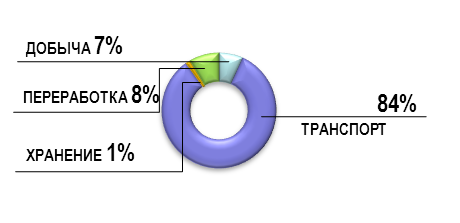 ДОБЫЧА 7%
ПЕРЕРАБОТКА 8%
84%
ТРАНСПОРТ
ХРАНЕНИЕ 1%